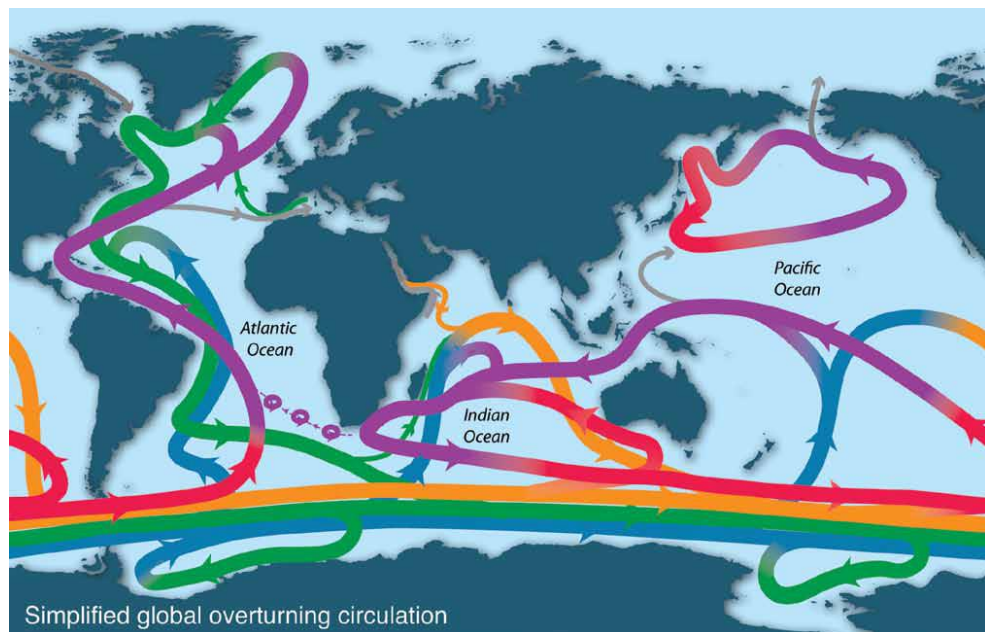 Pacific
Ocean
Atlantic
Ocean
Indian
Ocean
Simplified global overturning circulation